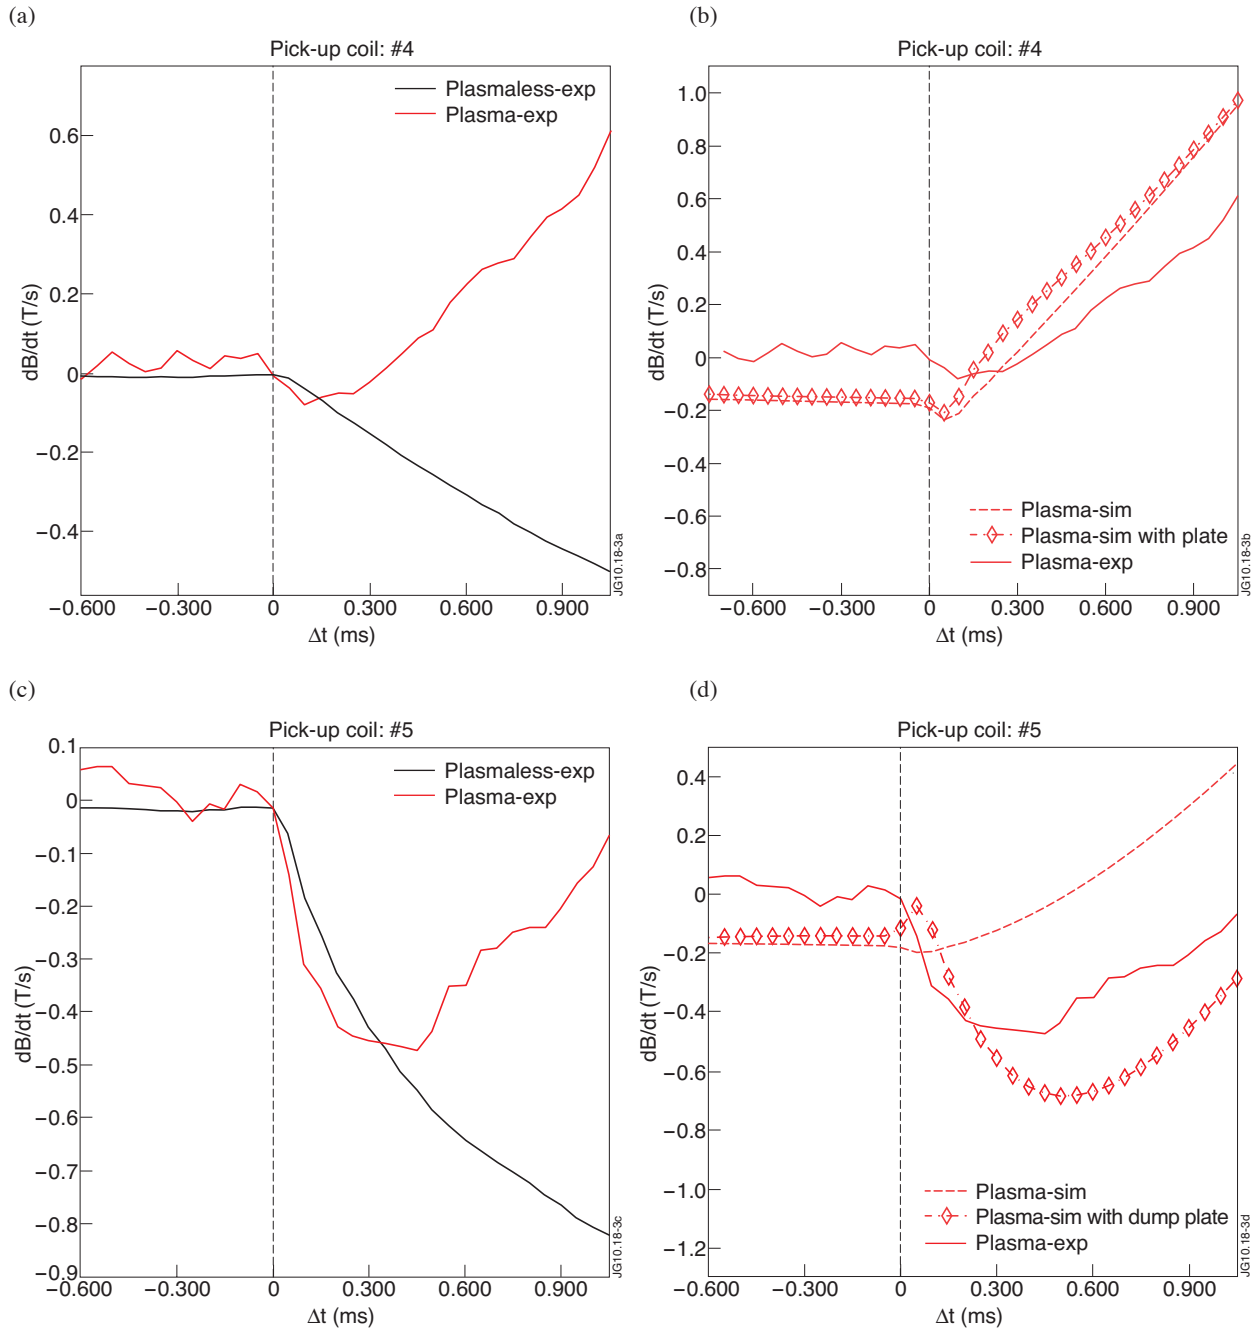 (a)
Pick-up coil: #4
Plasmaless-exp
Plasma-exp
0.6
0.4
0.2
0
−0.2
−0.4
dB/dt (T/s)
−0.600
−0.300
0
0.300
0.600
0.900
Δt (ms)
JG10.18-3a
(b)
Pick-up coil: #4
1.0
0.8
0.6
0.4
0.2
0
−0.2
−0.4
−0.6
−0.8
dB/dt (T/s)
Plasma-sim
Plasma-sim with plate
Plasma-exp
−0.600
−0.300
0
0.300
0.600
0.900
Δt (ms)
JG10.18-3b
(c)
Pick-up coil: #5
Plasmaless-exp
Plasma-exp
0.1
0
−0.1
−0.2
−0.3
−0.4
−0.5
−0.6
−0.7
−0.8
−0.9
dB/dt (T/s)
−0.600
−0.300
0
0.300
0.600
0.900
Δt (ms)
JG10.18-3c
(d)
Pick-up coil: #5
0.4
0.2
0
−0.2
−0.4
−0.6
−0.8
−1.0
−1.2
dB/dt (T/s)
Plasma-sim
Plasma-sim with dump plate
Plasma-exp
−0.600
−0.300
0
0.300
0.600
0.900
Δt (ms)
JG10.18-3d